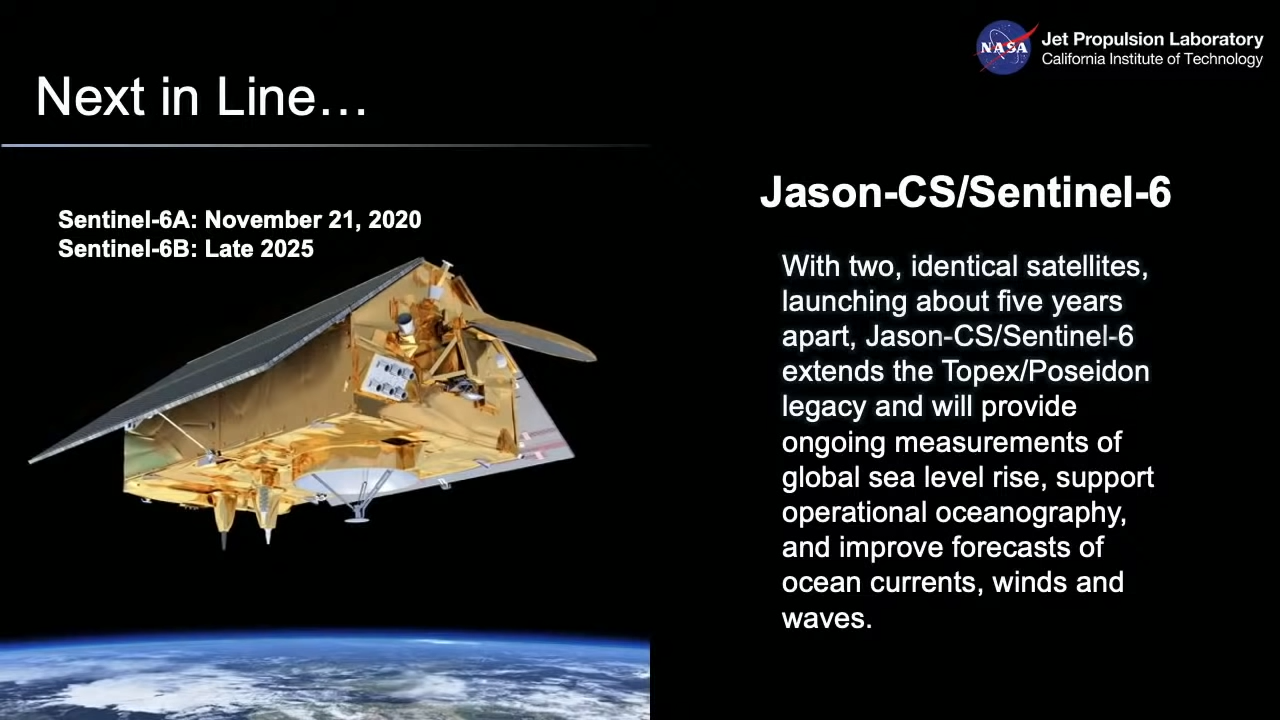 NASA
Jet Propulsion Laboratory
California Institute of Technology
Next in Line…
Sentinel-6A: November 21, 2020
Sentinel-6B: Late 2025
Jason-CS/Sentinel-6
With two, identical satellites,
launching about five years
apart, Jason-CS/Sentinel-6
extends the Topex/Poseidon
legacy and will provide
ongoing measurements of
global sea level rise, support
operational oceanography,
and improve forecasts of
ocean currents, winds and
waves.